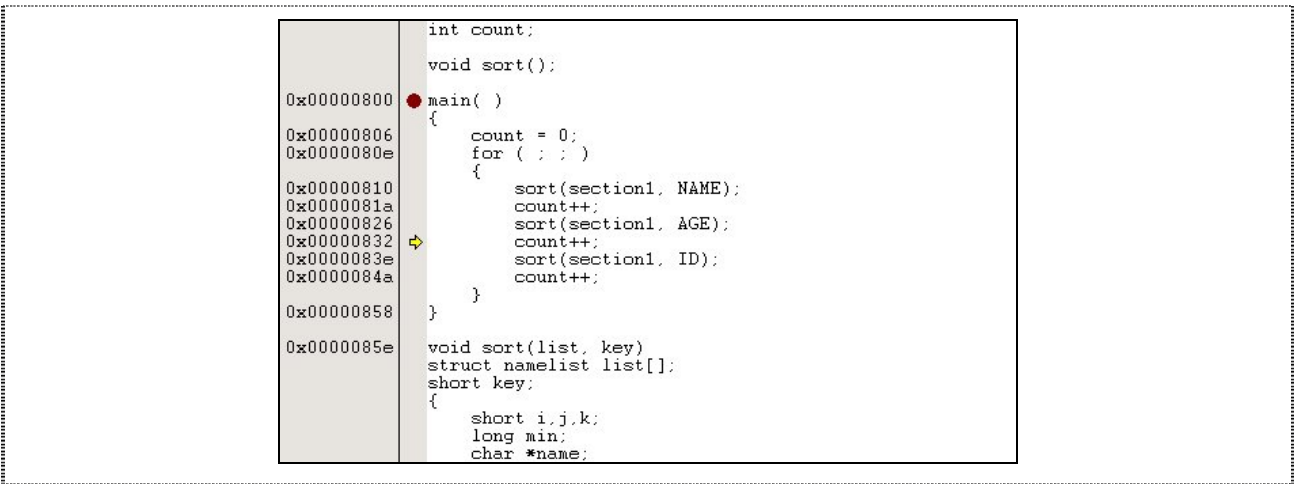 int count;
void sort();
0x00000800 main( )
{
0x00000806 count = 0;
0x0000080e for ( ; ; )
{
0x00000810 sort(section1, NAME);
0x0000081a count++;
0x00000826 sort(section1, AGE);
0x00000832 count++;
0x0000083e sort(section1, ID);
0x0000084a count++;
}
0x00000858 }
0x0000085e void sort(list, key)
struct namelist list[];
short key;
{
short i,j,k;
long min;
char *name;